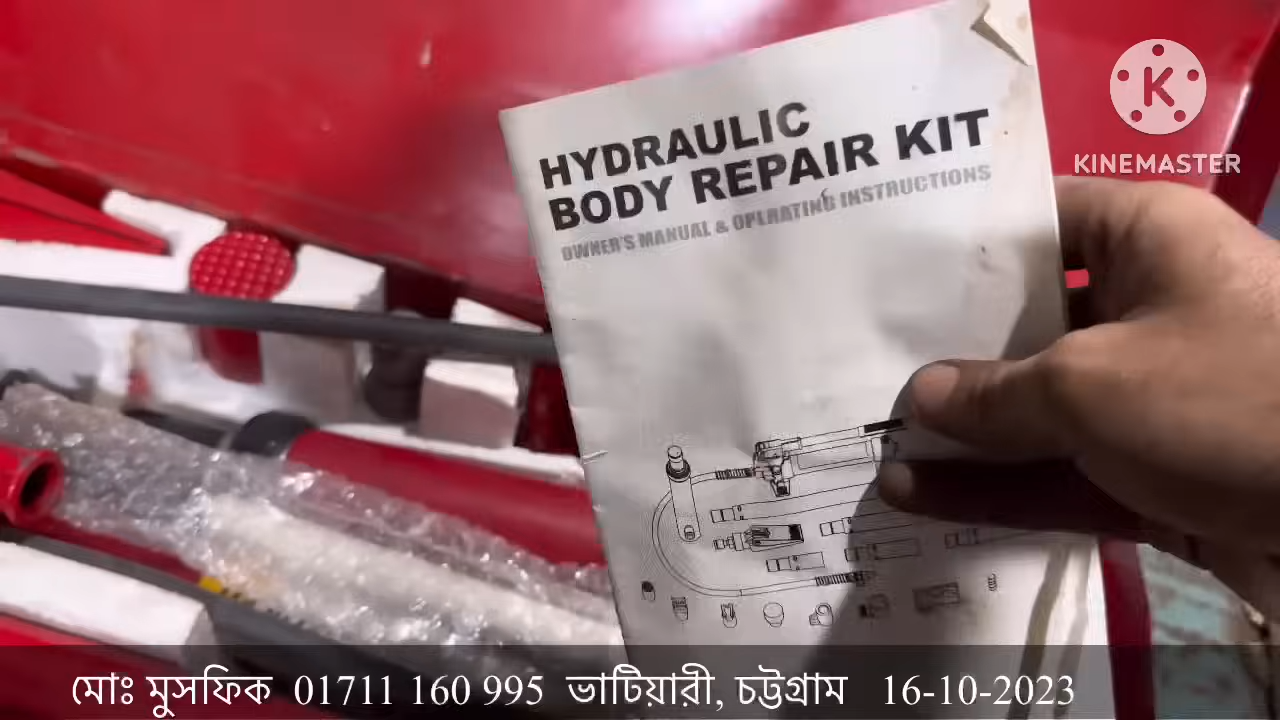 HYDRAULIC
BODY REPAIR KIT
OWNER'S MANUAL & OPERATING INSTRUCTIONS
K
KINEMASTER
মোঃ মুসফিক 01711 160 995 ভাটিয়ারী, চট্টগ্রাম 16-10-2023